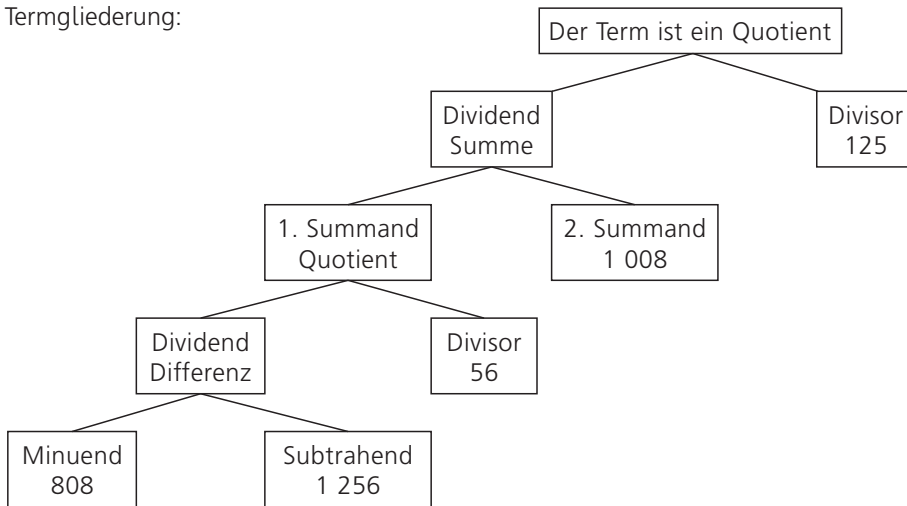 Termgliederung:
Der Term ist ein Quotient
Dividend
Summe
Divisor
125
1. Summand
Quotient
2. Summand
1 008
Dividend
Differenz
Divisor
56
Minuend
808
Subtrahend
1 256